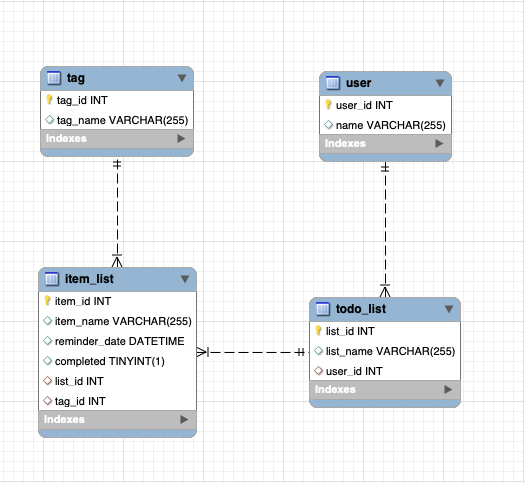 tag
tag_id INT
tag_name VARCHAR(255)
Indexes
user
user_id INT
name VARCHAR(255)
Indexes
item_list
item_id INT
item_name VARCHAR(255)
reminder_date DATETIME
completed TINYINT(1)
list_id INT
tag_id INT
Indexes
todo_list
list_id INT
list_name VARCHAR(255)
user_id INT
Indexes